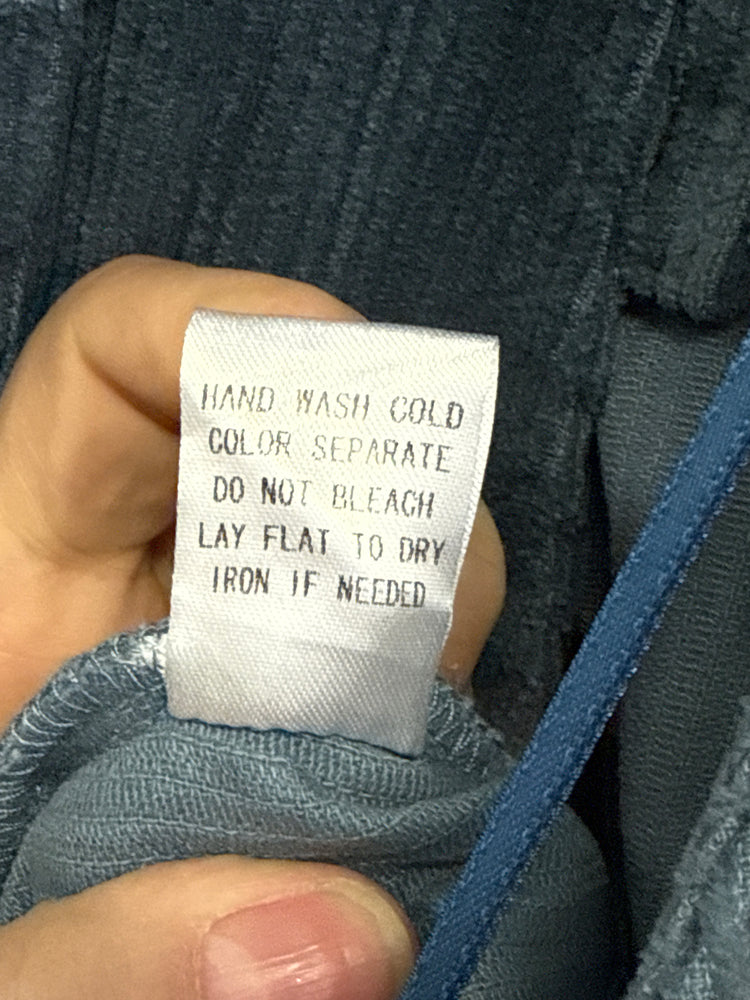 HAND WASH COLD
COLOR SEPARATE
DO NOT BLEACH
LAY FLAT TO DRY
IRON IF NEEDED